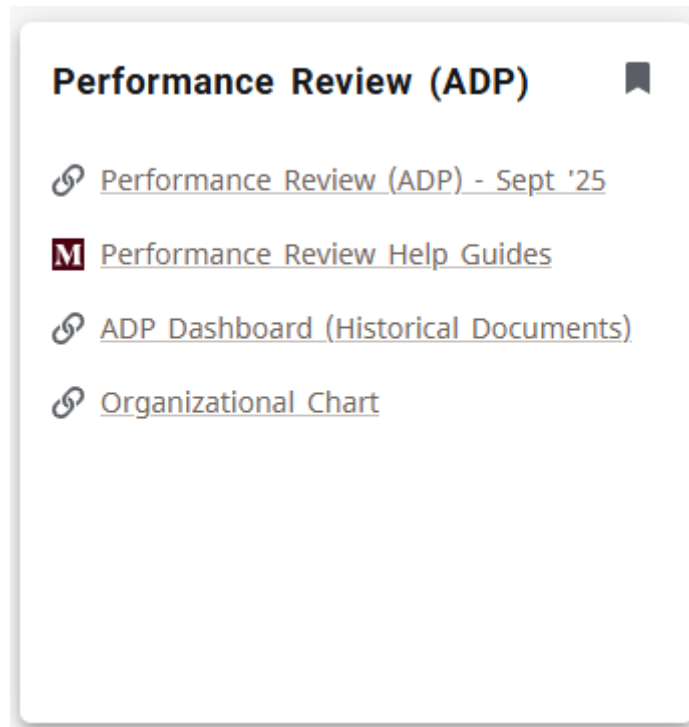 Performance Review (ADP)
Performance Review (ADP) - Sept '25
M Performance Review Help Guides
ADP Dashboard (Historical Documents)
Organizational Chart